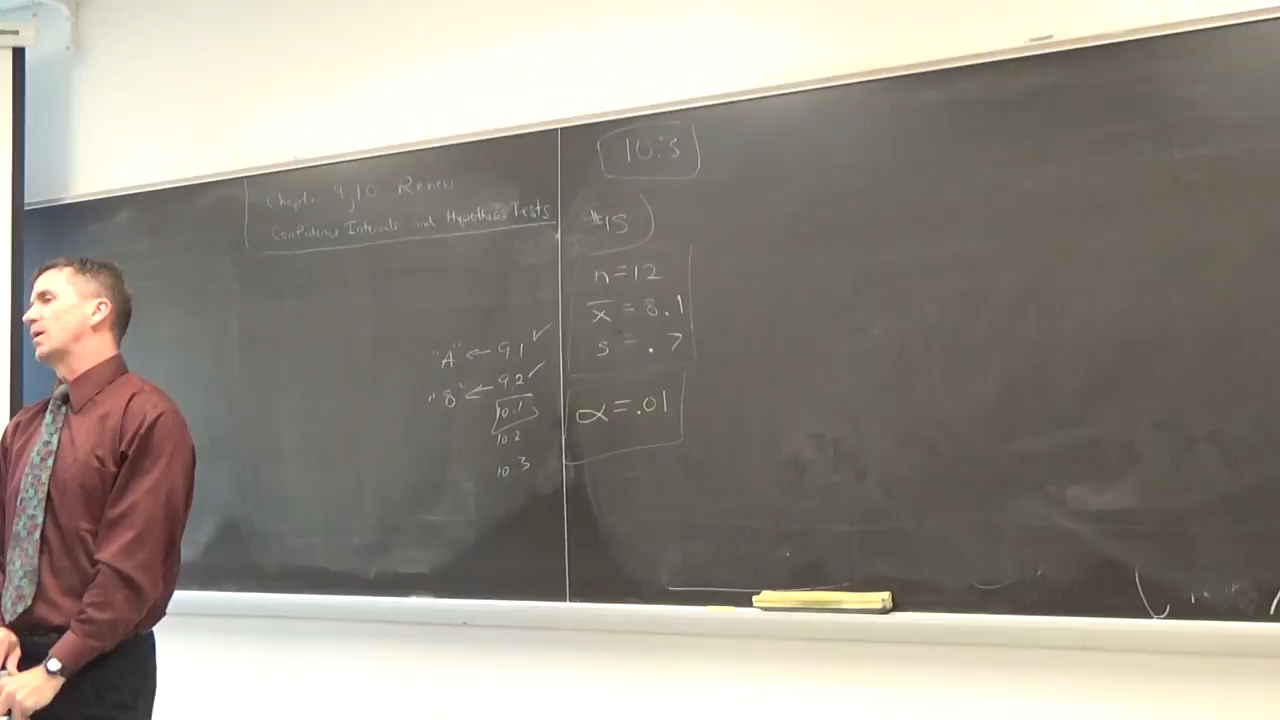 Chapter 9,10 Review
Confidence Intervals and Hypothesis Tests
"A" ← 9.1 ✓
"B" ← 9.2 ✓
10.1
10.2
10.3
10.3
#15
n=12
x̄ = 8.1
s = .7
α = .01